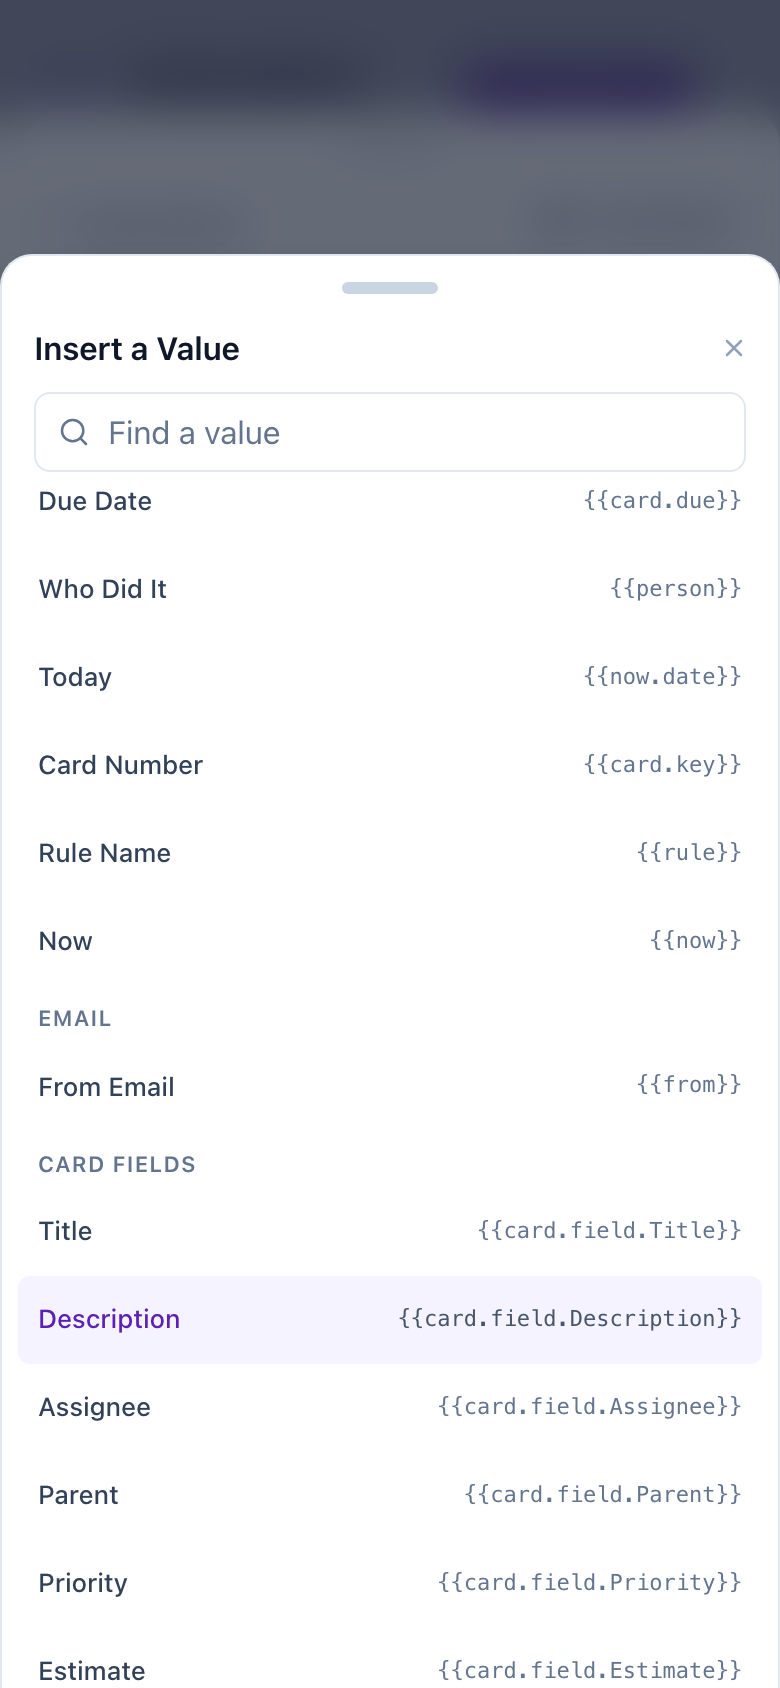 Insert a Value
Find a value
Due Date {{card.due}}
Who Did It {{person}}
Today {{now.date}}
Card Number {{card.key}}
Rule Name {{rule}}
Now {{now}}
EMAIL
From Email {{from}}
CARD FIELDS
Title {{card.field.Title}}
Description {{card.field.Description}}
Assignee {{card.field.Assignee}}
Parent {{card.field.Parent}}
Priority {{card.field.Priority}}
Estimate {{card.field.Estimate}}